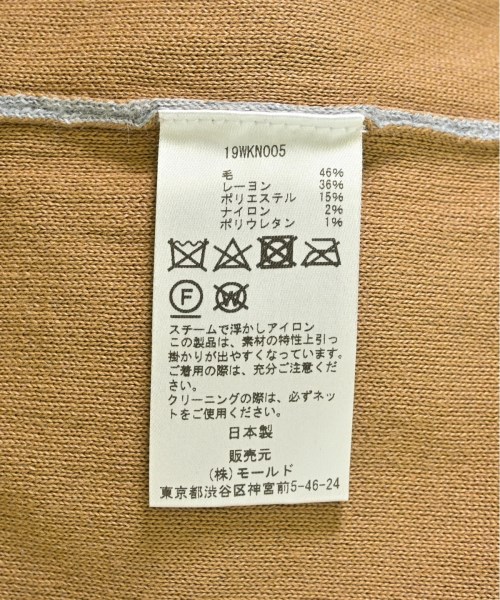 19WKN005
毛 46%
レーヨン 36%
ポリエステル 15%
ナイロン 2%
ポリウレタン 1%
F
W
スチームで浮かしアイロン
この製品は、素材の特性上引っ
掛かりが出やすくなっています。
ご着用の際は、充分ご注意くだ
さい。
クリーニングの際は、必ずネッ
トをご使用ください。
日本製
販売元
(株)モールド
東京都渋谷区神宮前5-46-24